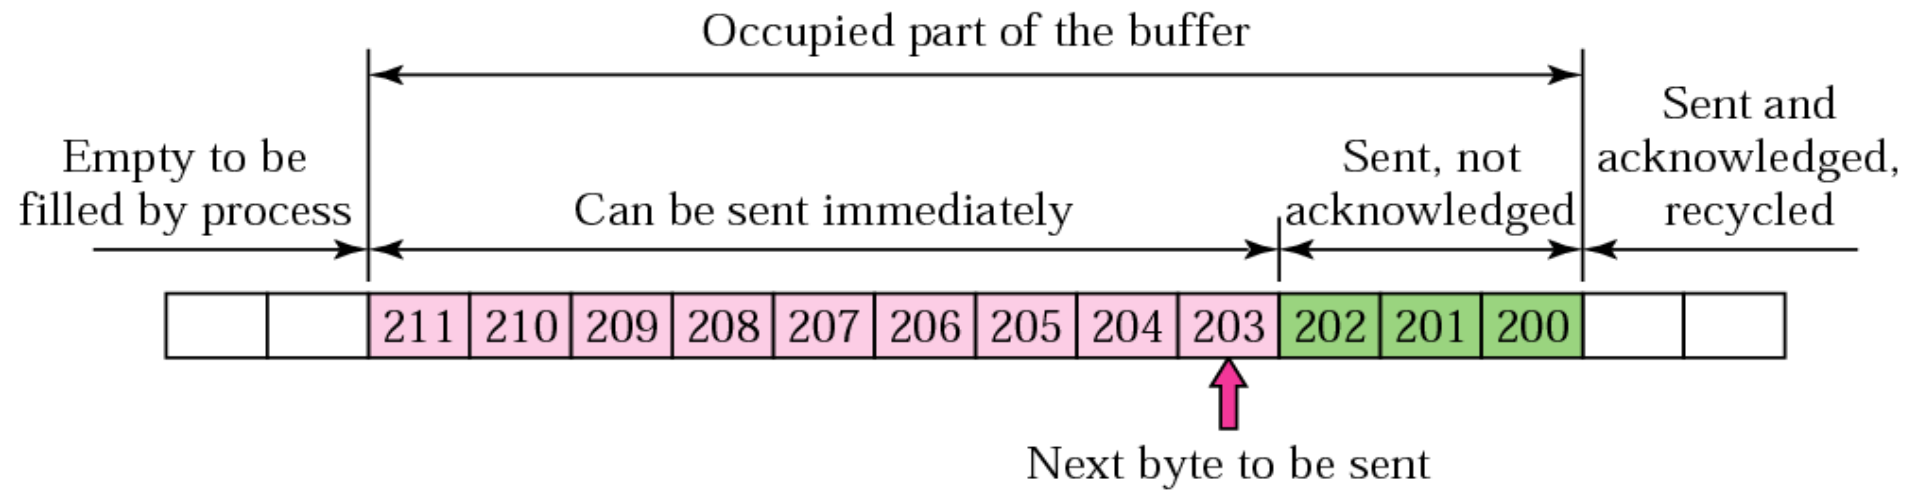 Occupied part of the buffer
Empty to be
filled by process
Can be sent immediately
Sent, not
acknowledged
Sent and
acknowledged,
recycled
211 210 209 208 207 206 205 204 203 202 201 200
Next byte to be sent